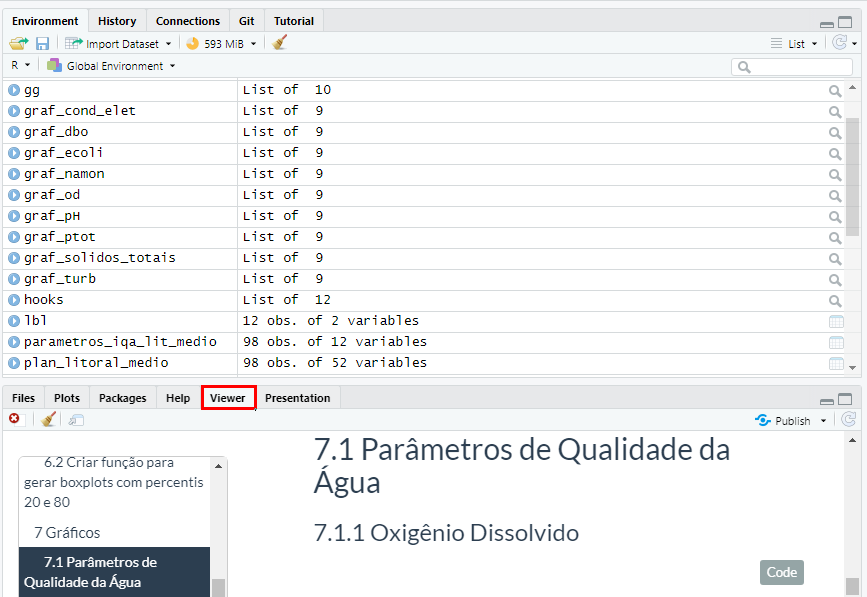 Environment History Connections Git Tutorial
Import Dataset 593 MiB List
R Global Environment
gg List of 10
graf_cond_elet List of 9
graf_dbo List of 9
graf_ecoli List of 9
graf_namon List of 9
graf_od List of 9
graf_pH List of 9
graf_ptot List of 9
graf_solidos_totais List of 9
graf_turb List of 9
hooks List of 12
lbl 12 obs. of 2 variables
parametros_iqa_lit_medio 98 obs. of 12 variables
plan_litoral_medio 98 obs. of 52 variables
Files Plots Packages Help Viewer Presentation
Publish
6.2 Criar função para
gerar boxplots com percentis
20 e 80
7 Gráficos
7.1 Parâmetros de
Qualidade da Água
7.1 Parâmetros de Qualidade da
Água
7.1.1 Oxigênio Dissolvido
Code